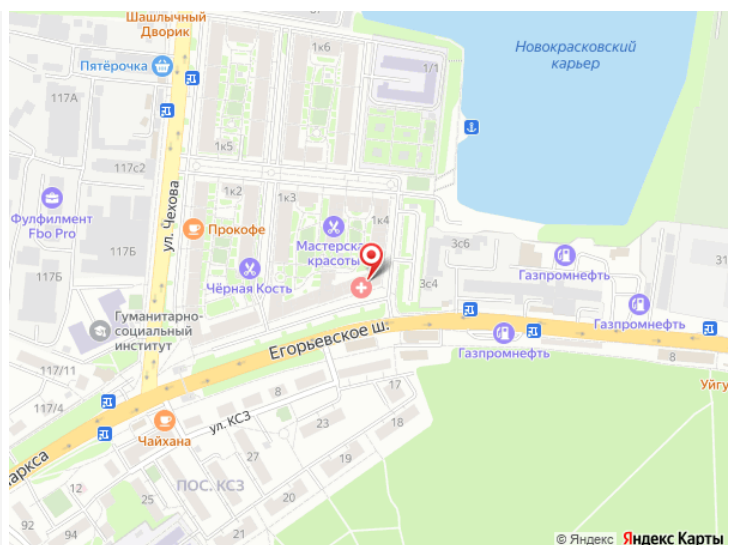 Шашлычный
Дворик
1к6
Новокрасковский
карьер
Пятёрочка
1/1
117А
1к5
117с2
ул. Чехова
1к2
1к3
Фулфилмент
Fbo Pro
Прокофе
1к4
Мастерская
красоты
3с6
31
117Б
Чёрная Кость
Газпромнефть
117Б
3с4
Газпромнефть
Гуманитарно-
социальный
институт
Егорьевское ш.
Газпромнефть
8
117/11
Уйгу
8
17
117/4
Чайхана
ул. КСЗ
23
18
аркса
27
19
12
ПОС. КСЗ
25
20
92
94
21
© Яндекс Яндекс Карты